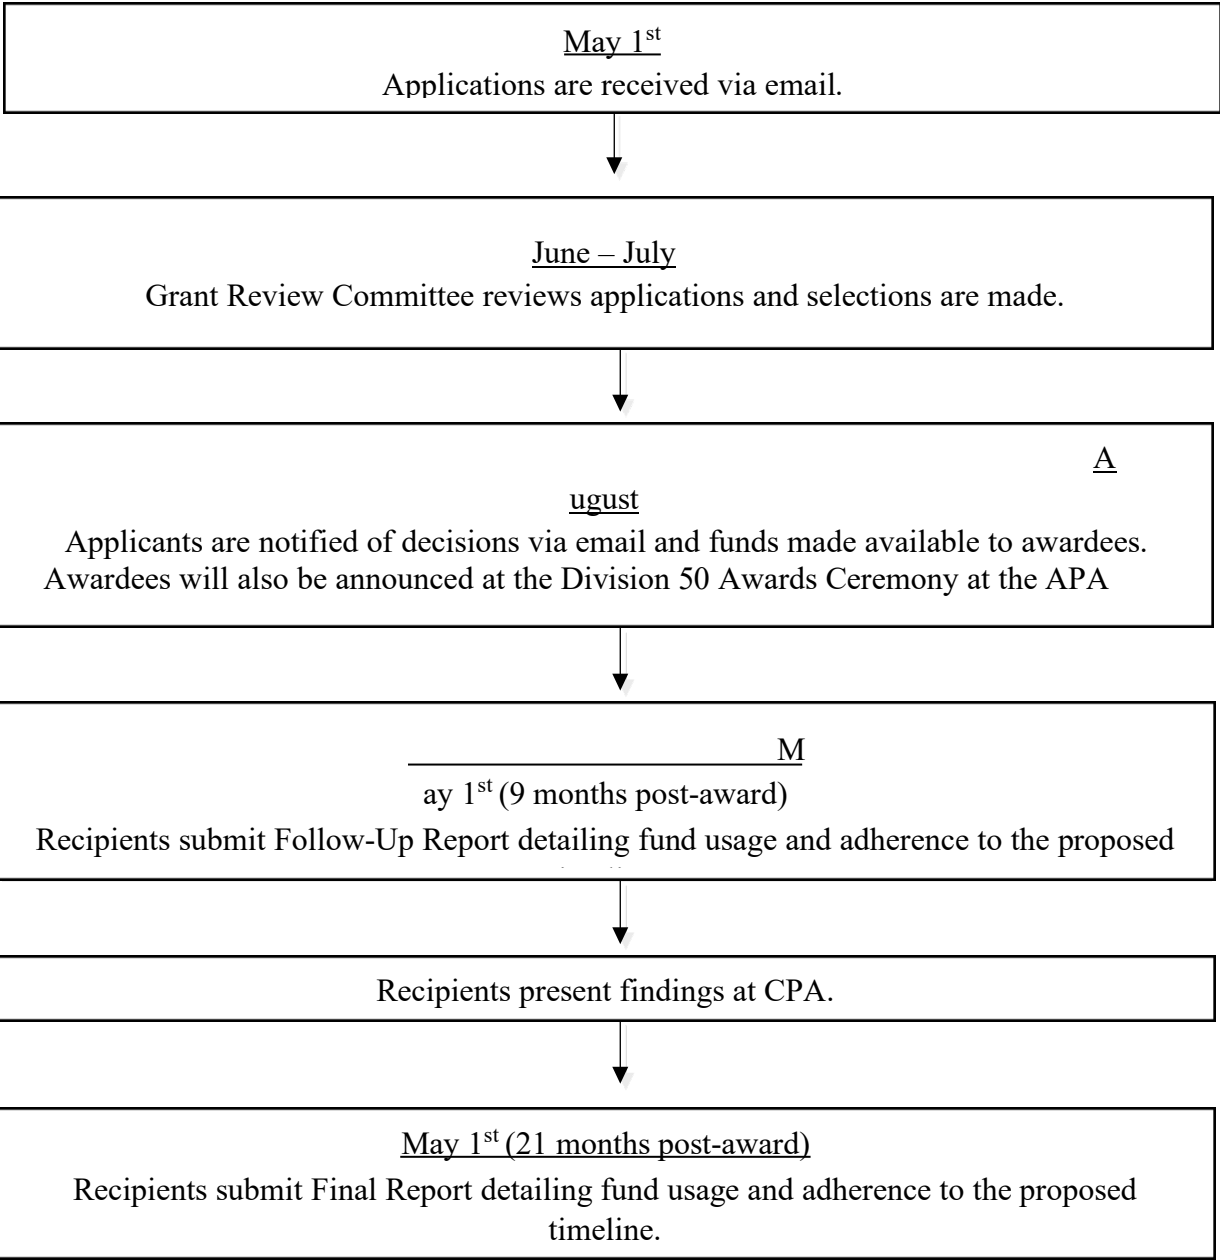 May 1st
Applications are received via email.
June – July
Grant Review Committee reviews applications and selections are made.
A
ugust
Applicants are notified of decisions via email and funds made available to awardees.
Awardees will also be announced at the Division 50 Awards Ceremony at the APA
M
ay 1st (9 months post-award)
Recipients submit Follow-Up Report detailing fund usage and adherence to the proposed
Recipients present findings at CPA.
May 1st (21 months post-award)
Recipients submit Final Report detailing fund usage and adherence to the proposed
timeline.